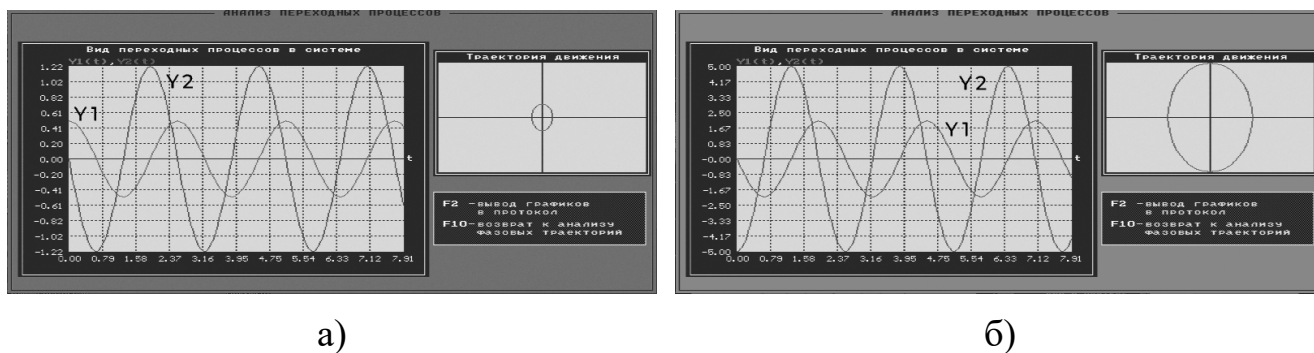 АНАЛИЗ ПЕРЕХОДНЫХ ПРОЦЕССОВ
Вид переходных процессов в системе
Y1(t),Y2(t)
1.22
1.02
0.82
0.61
0.41
0.20
0.00
-0.20
-0.41
-0.61
-0.82
-1.02
-1.22
Y2
Y1
t
0.00 0.79 1.58 2.37 3.16 3.95 4.75 5.54 6.33 7.12 7.91
Траектория движения
F2 -вывод графиков
в протокол
F10-возврат к анализу
фазовых траекторий
а)
АНАЛИЗ ПЕРЕХОДНЫХ ПРОЦЕССОВ
Вид переходных процессов в системе
Y1(t),Y2(t)
5.00
4.17
3.33
2.50
1.67
0.83
-0.00
-0.83
-1.67
-2.50
-3.33
-4.17
-5.00
Y2
Y1
t
0.00 0.79 1.58 2.37 3.16 3.95 4.75 5.54 6.33 7.12 7.91
Траектория движения
F2 -вывод графиков
в протокол
F10-возврат к анализу
фазовых траекторий
б)